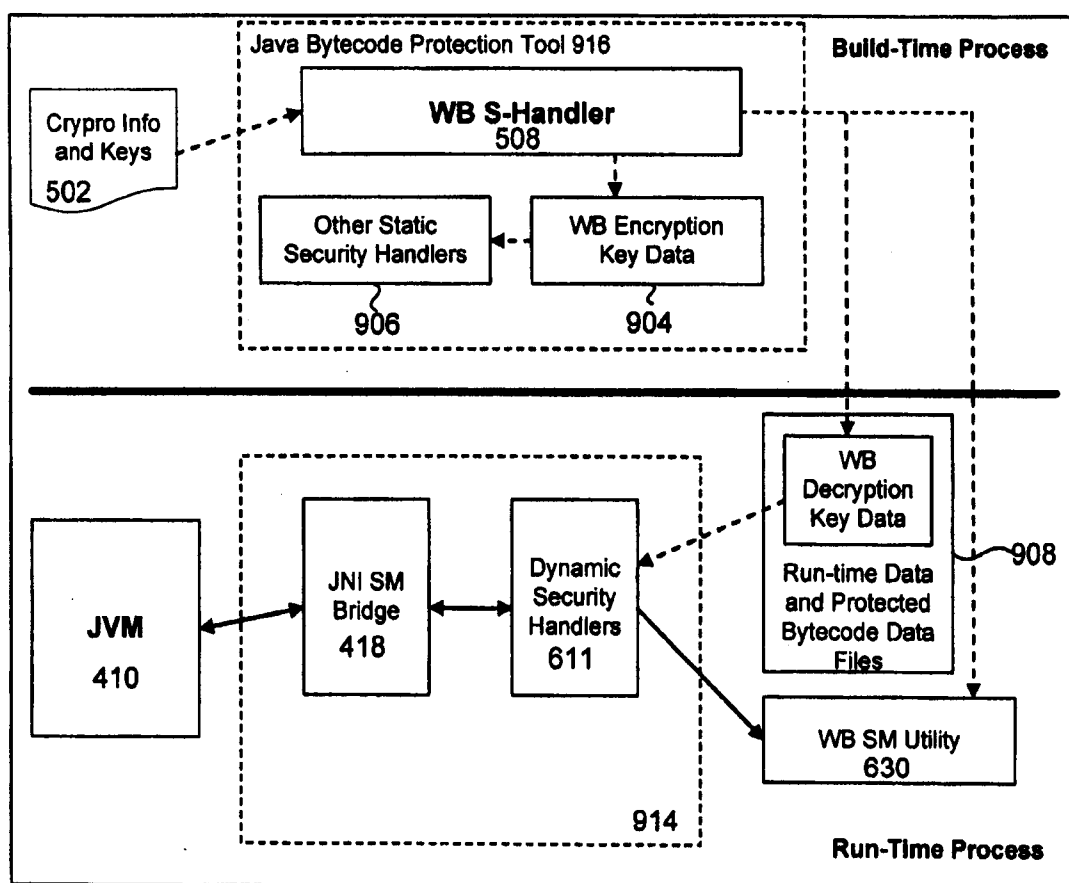 Java Bytecode Protection Tool 916
Build-Time Process
Crypro Info
and Keys
502
WB S-Handler
508
Other Static
Security Handlers
WB Encryption
Key Data
906
904
WB
Decryption
Key Data
908
Run-time Data
and Protected
Bytecode Data
Files
JVM
410
JNI SM
Bridge
418
Dynamic
Security
Handlers
611
WB SM Utility
630
914
Run-Time Process